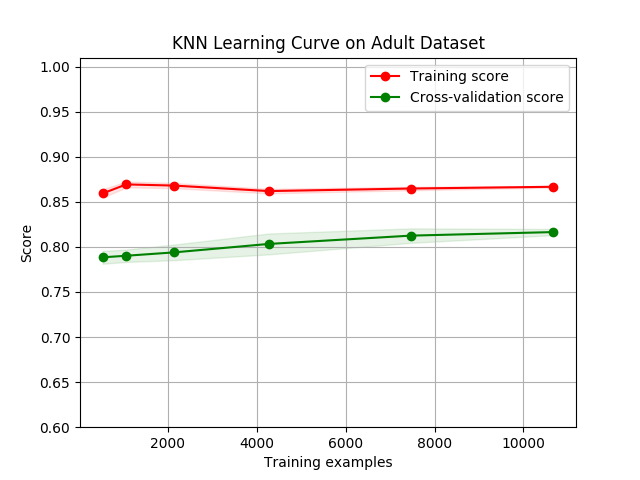 KNN Learning Curve on Adult Dataset
Training score
Cross-validation score
1.00
0.95
0.90
0.85
0.80
0.75
0.70
0.65
0.60
Score
2000 4000 6000 8000 10000
Training examples